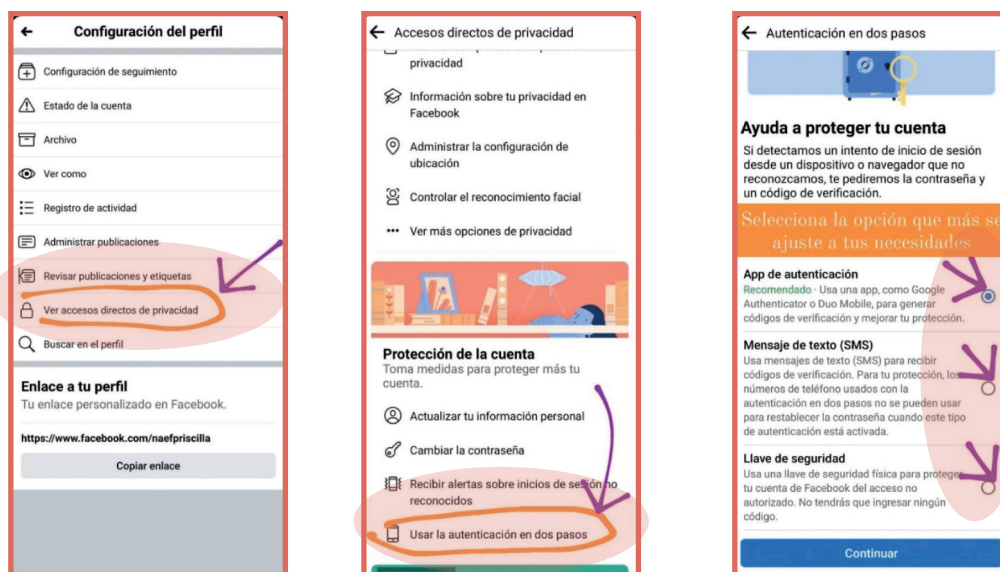 Configuración del perfil
Configuración de seguimiento
Estado de la cuenta
Archivo
Ver como
Registro de actividad
Administrar publicaciones
Revisar publicaciones y etiquetas
Ver accesos directos de privacidad
Buscar en el perfil
Enlace a tu perfil
Tu enlace personalizado en Facebook.
https://www.facebook.com/naefpriscilla
Copiar enlace
Accesos directos de privacidad
privacidad
Información sobre tu privacidad en
Facebook
Administrar la configuración de
ubicación
Controlar el reconocimiento facial
Ver más opciones de privacidad
Protección de la cuenta
Toma medidas para proteger más tu
cuenta.
Actualizar tu información personal
Cambiar la contraseña
Recibir alertas sobre inicios de sesión no
reconocidos
Usar la autenticación en dos pasos
Autenticación en dos pasos
Ayuda a proteger tu cuenta
Si detectamos un intento de inicio de sesión
desde un dispositivo o navegador que no
reconozcamos, te pediremos la contraseña y
un código de verificación.
Selecciona la opción que más se
ajuste a tus necesidades
App de autenticación
Recomendado · Usa una app, como Google
Authenticator o Duo Mobile, para generar
códigos de verificación y mejorar tu protección.
Mensaje de texto (SMS)
Usa mensajes de texto (SMS) para recibir
códigos de verificación. Para tu protección, los
números de teléfono usados con la
autenticación en dos pasos no se pueden usar
para restablecer la contraseña cuando este tipo
de autenticación está activada.
Llave de seguridad
Usa una llave de seguridad física para proteger
tu cuenta de Facebook del acceso no
autorizado. No tendrás que ingresar ningún
código.
Continuar